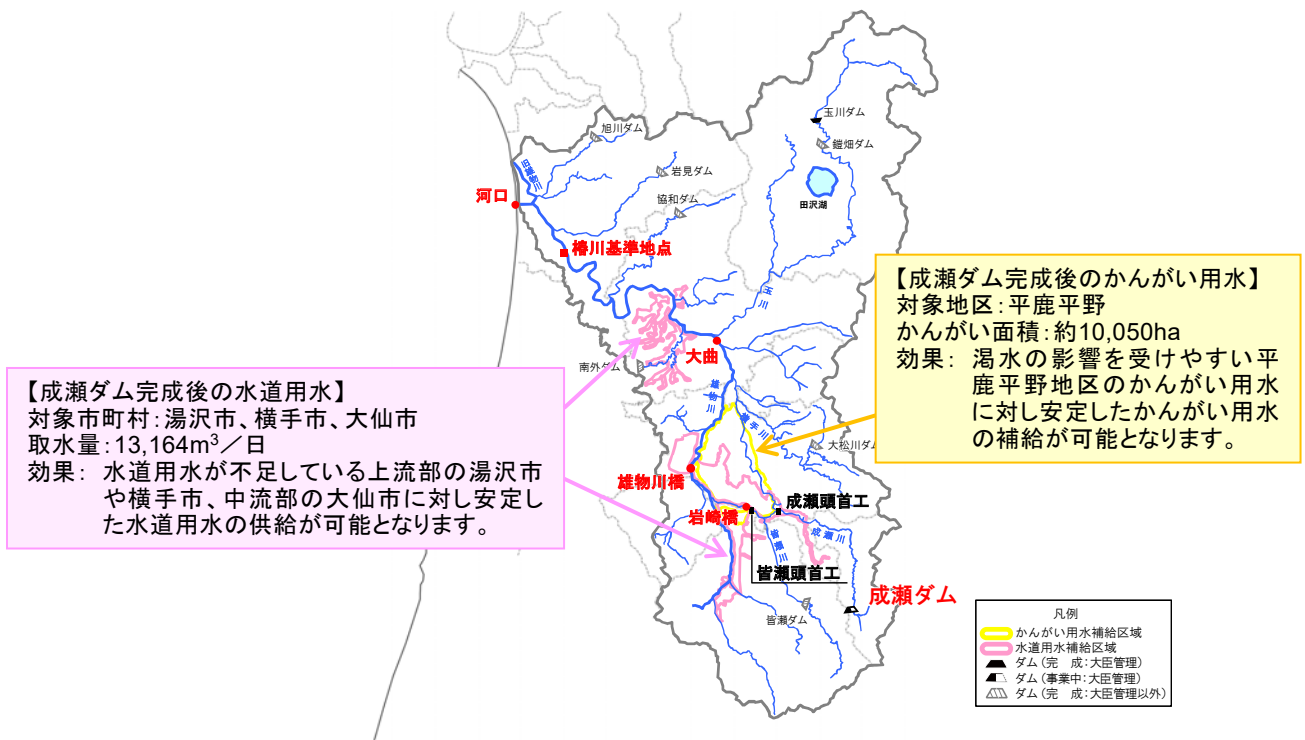 旭川ダム
玉川ダム
鎧畑ダム
岩見ダム
旧雄物川
協和ダム
田沢湖
河口
椿川基準地点
玉川
【成瀬ダム完成後のかんがい用水】
対象地区：平鹿平野
かんがい面積：約10,050ha
効果： 渇水の影響を受けやすい平
鹿平野地区のかんがい用水
に対し安定したかんがい用水
の補給が可能となります。
大曲
南外ダム
【成瀬ダム完成後の水道用水】
対象市町村：湯沢市、横手市、大仙市
取水量：13,164m³／日
効果： 水道用水が不足している上流部の湯沢市
や横手市、中流部の大仙市に対し安定し
た水道用水の供給が可能となります。
雄物川
横手川
大松川ダム
雄物川橋
成瀬頭首工
岩崎橋
皆瀬川
成瀬川
皆瀬頭首工
成瀬ダム
皆瀬ダム
凡例
かんがい用水補給区域
水道用水補給区域
ダム（完　成：大臣管理）
ダム（事業中：大臣管理）
ダム（完　成：大臣管理以外）